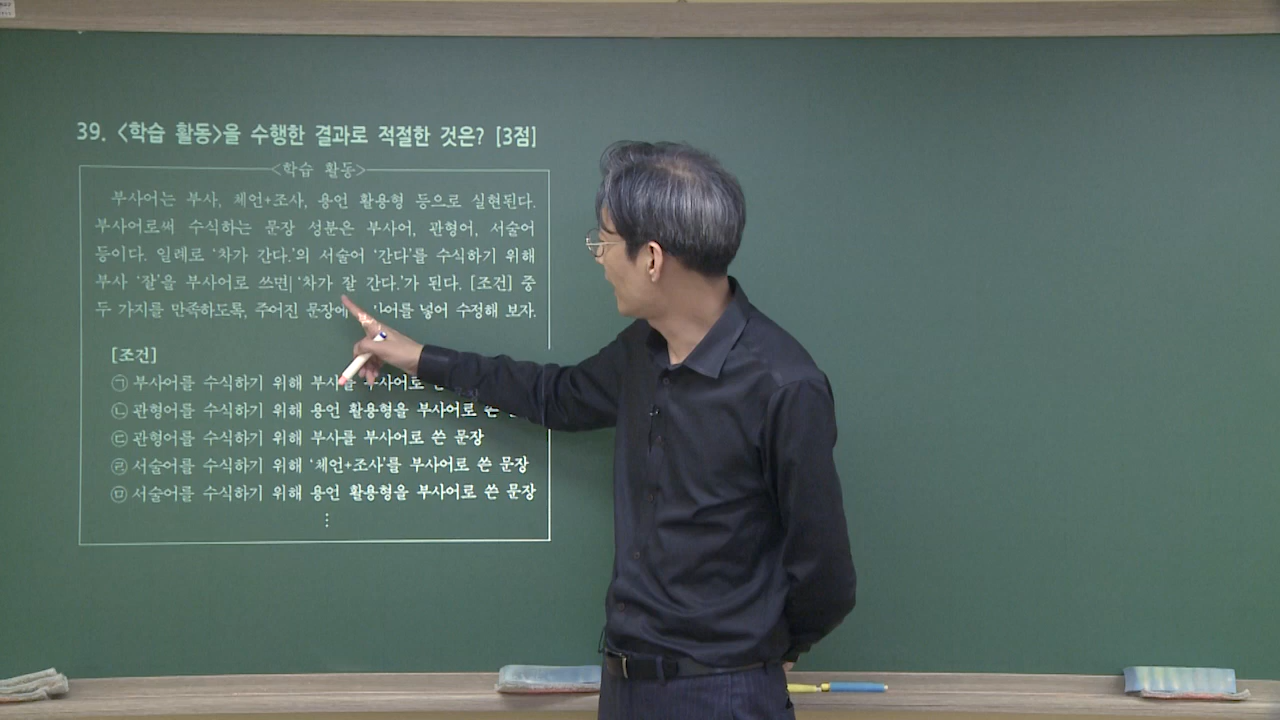 39. <학습 활동>을 수행한 결과로 적절한 것은? [3점]
<학습 활동>
부사어는 부사, 체언+조사, 용언 활용형 등으로 실현된다.
부사어로써 수식하는 문장 성분은 부사어, 관형어, 서술어
등이다. 일례로 '차가 간다.'의 서술어 '간다'를 수식하기 위해
부사 '잘'을 부사어로 쓰면 '차가 잘 간다.'가 된다. [조건] 중
두 가지를 만족하도록, 주어진 문장에 넣어 수정해 보자.
[조건]
㉠ 부사어를 수식하기 위해 부사를
㉡ 관형어를 수식하기 위해 용언 활용형을 부사어로 쓴
㉢ 관형어를 수식하기 위해 부사를 부사어로 쓴 문장
㉣ 서술어를 수식하기 위해 '체언+조사'를 부사어로 쓴 문장
㉤ 서술어를 수식하기 위해 용언 활용형을 부사어로 쓴 문장
⋮